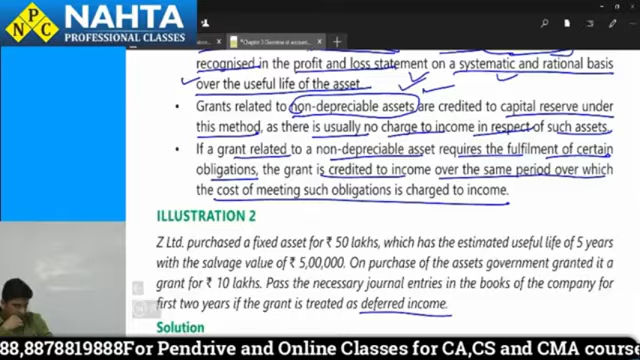 NAHTA
NPC
PROFESSIONAL CLASSES
recognised in the profit and loss statement on a systematic and rational basis
over the useful life of the asset.
• Grants related to non-depreciable assets are credited to capital reserve under
this method, as there is usually no charge to income in respect of such assets.
• If a grant related to a non-depreciable asset requires the fulfilment of certain
obligations, the grant is credited to income over the same period over which
the cost of meeting such obligations is charged to income.
ILLUSTRATION 2
Z Ltd. purchased a fixed asset for ₹ 50 lakhs, which has the estimated useful life of 5 years
with the salvage value of ₹ 5,00,000. On purchase of the assets government granted it a
grant for ₹ 10 lakhs. Pass the necessary journal entries in the books of the company for
first two years if the grant is treated as deferred income.
Solution
88,8878819888For Pendrive and Online Classes for CA,CS and CMA course